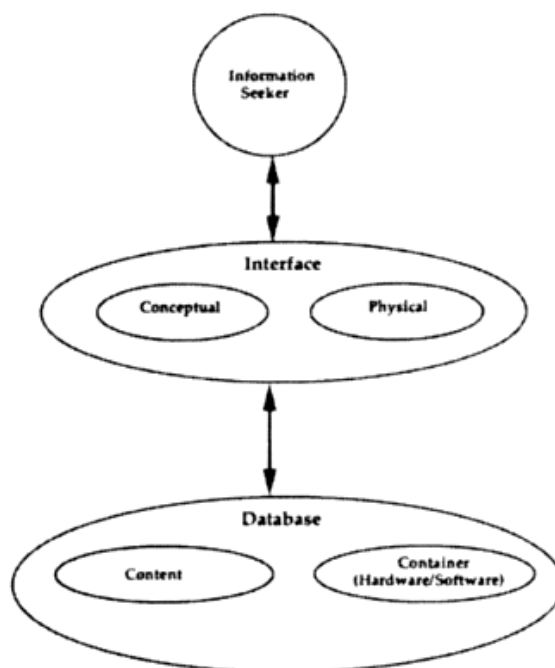 Information
Seeker
Interface
Conceptual
Physical
Database
Content
Container
(Hardware/Software)